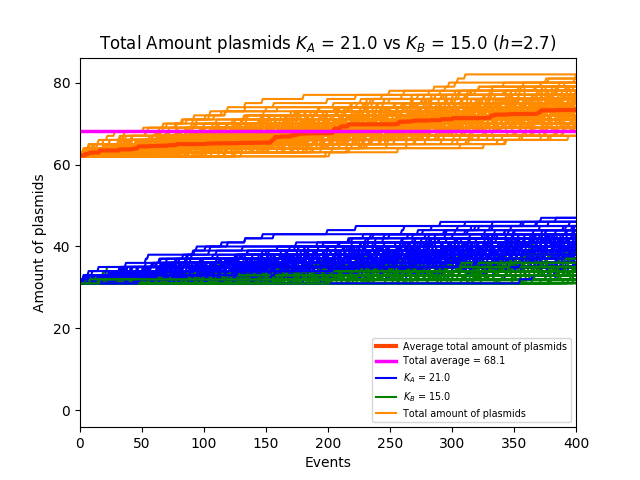 Total Amount plasmids K_A = 21.0 vs K_B = 15.0 (h=2.7)
Amount of plasmids
80
60
40
20
0
Average total amount of plasmids
Total average = 68.1
K_A = 21.0
K_B = 15.0
Total amount of plasmids
0 50 100 150 200 250 300 350 400
Events